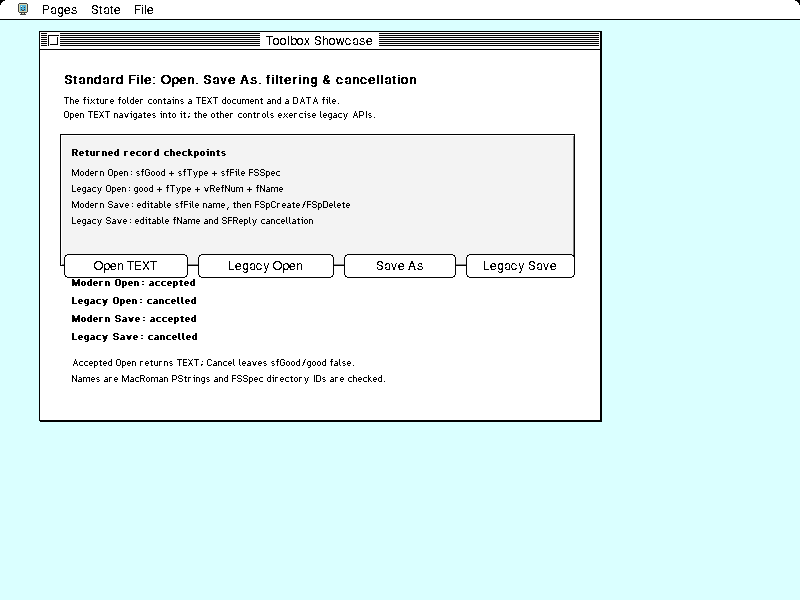 Pages State File
Toolbox Showcase
Standard File: Open, Save As, filtering & cancellation
The fixture folder contains a TEXT document and a DATA file.
Open TEXT navigates into it; the other controls exercise legacy APIs.
Returned record checkpoints
Modern Open: sfGood + sfType + sfFile FSSpec
Legacy Open: good + fType + vRefNum + fName
Modern Save: editable sfFile name, then FSpCreate/FSpDelete
Legacy Save: editable fName and SFReply cancellation
Open TEXT Legacy Open Save As Legacy Save
Modern Open: accepted
Legacy Open: cancelled
Modern Save: accepted
Legacy Save: cancelled
Accepted Open returns TEXT; Cancel leaves sfGood/good false.
Names are MacRoman PStrings and FSSpec directory IDs are checked.